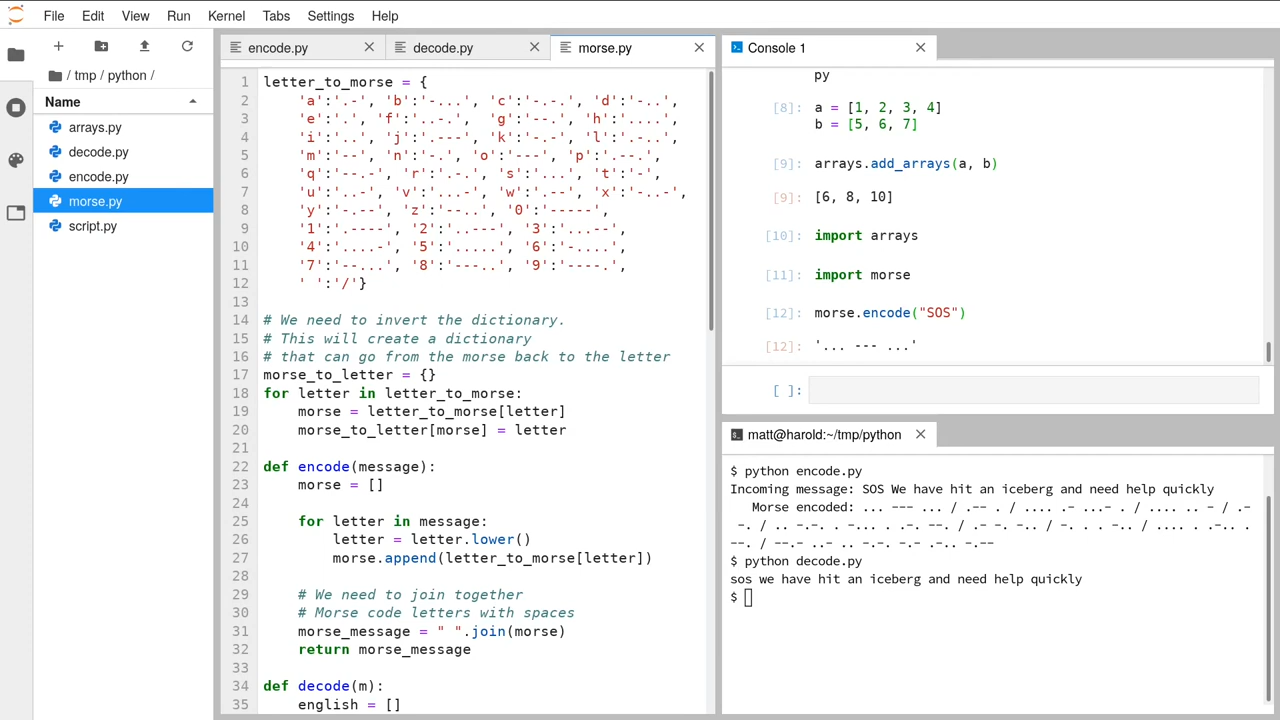 File Edit View Run Kernel Tabs Settings Help
/ tmp / python /
Name
arrays.py
decode.py
encode.py
morse.py
script.py
encode.py decode.py morse.py
1 letter_to_morse = {
2 'a':'.-', 'b':'-...', 'c':'-.-.', 'd':'-..',
3 'e':'.', 'f':'..-.', 'g':'--.', 'h':'....',
4 'i':'..', 'j':'.---', 'k':'-.-', 'l':'.-..',
5 'm':'--', 'n':'-.', 'o':'---', 'p':'.--.',
6 'q':'--.-', 'r':'.-.', 's':'...', 't':'-',
7 'u':'..-', 'v':'...-', 'w':'.--', 'x':'-..-',
8 'y':'-.--', 'z':'--..', '0':'-----',
9 '1':'.----', '2':'..---', '3':'...--',
10 '4':'....-', '5':'.....', '6':'-....',
11 '7':'--...', '8':'---..', '9':'----.',
12 ' ':'/'}
13
14 # We need to invert the dictionary.
15 # This will create a dictionary
16 # that can go from the morse back to the letter
17 morse_to_letter = {}
18 for letter in letter_to_morse:
19 morse = letter_to_morse[letter]
20 morse_to_letter[morse] = letter
21
22 def encode(message):
23 morse = []
24
25 for letter in message:
26 letter = letter.lower()
27 morse.append(letter_to_morse[letter])
28
29 # We need to join together
30 # Morse code letters with spaces
31 morse_message = " ".join(morse)
32 return morse_message
33
34 def decode(m):
35 english = []
Console 1
py
[8]: a = [1, 2, 3, 4]
b = [5, 6, 7]
[9]: arrays.add_arrays(a, b)
[9]: [6, 8, 10]
[10]: import arrays
[11]: import morse
[12]: morse.encode("SOS")
[12]: '... --- ...'
[ ]:
matt@harold:~/tmp/python
$ python encode.py
Incoming message: SOS We have hit an iceberg and need help quickly
Morse encoded: ... --- ... / .-- . / .... .- ...- . / .... .. - / .-
-. / .. -.-. . -... . .-. --. / .- -. -.. / -. . . -.. / .... . .-.. .
--. / --.- ..- .. -.-. -.- .-.. -.--
$ python decode.py
sos we have hit an iceberg and need help quickly
$